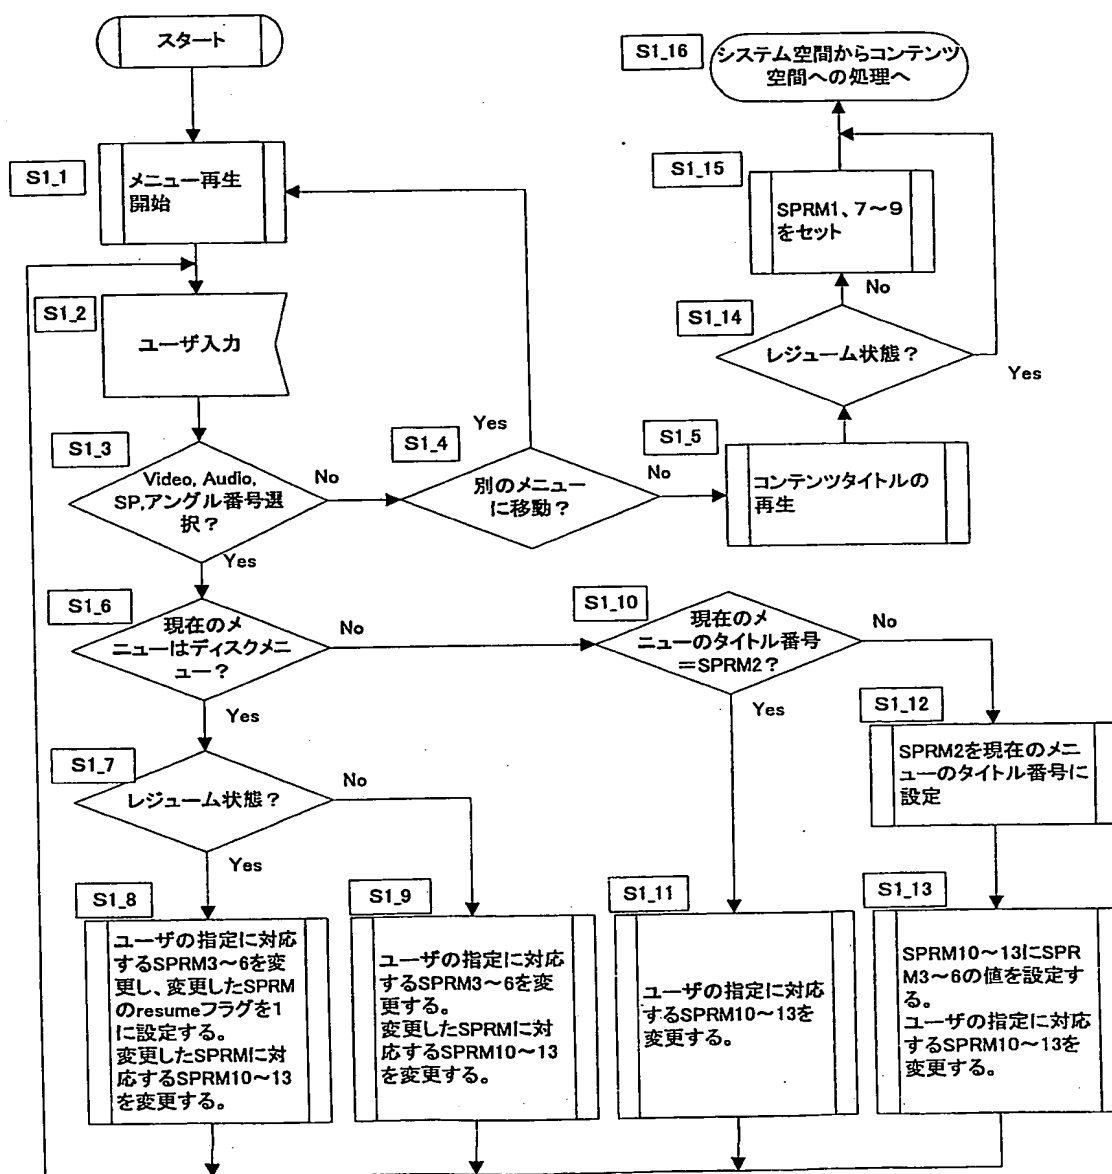 スタート
S1_16
システム空間からコンテンツ
空間への処理へ
S1_1
メニュー再生
開始
S1_15
SPRM1、7～9
をセット
S1_2
ユーザ入力
No
S1_14
レジューム状態？
Yes
S1_3
Video, Audio,
SP,アングル番号選
択？
No
Yes
S1_4
別のメニュー
に移動？
Yes
No
S1_5
コンテンツタイトルの
再生
S1_6
現在のメ
ニューはディスクメニ
ュー？
No
Yes
S1_10
現在のメ
ニューのタイトル番号
＝SPRM2？
No
Yes
S1_12
SPRM2を現在のメニ
ューのタイトル番号に
設定
S1_7
レジューム状態？
No
Yes
S1_8
ユーザの指定に対応
するSPRM3～6を変
更し、変更したSPRM
のresumeフラグを1
に設定する。
変更したSPRMに対
応するSPRM10～13
を変更する。
S1_9
ユーザの指定に対応
するSPRM3～6を変
更する。
変更したSPRMに対
応するSPRM10～13
を変更する。
S1_11
ユーザの指定に対応
するSPRM10～13を
変更する。
S1_13
SPRM10～13にSPR
M3～6の値を設定す
る。
ユーザの指定に対応
するSPRM10～13を
変更する。